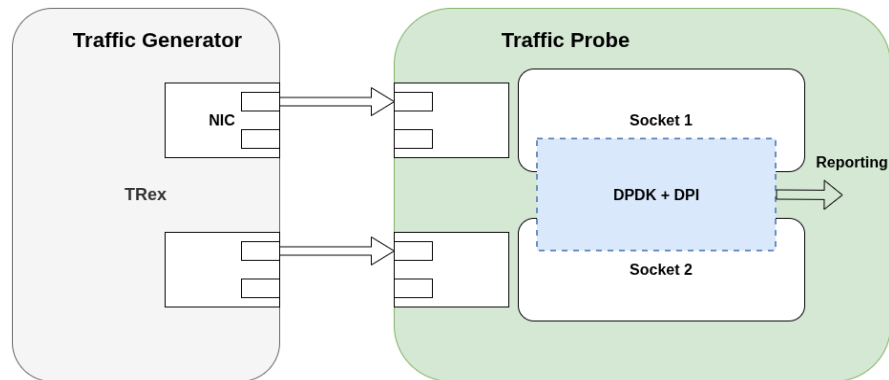 Traffic Generator
Traffic Probe
NIC
Socket 1
Reporting
TRex
DPDK + DPI
Socket 2